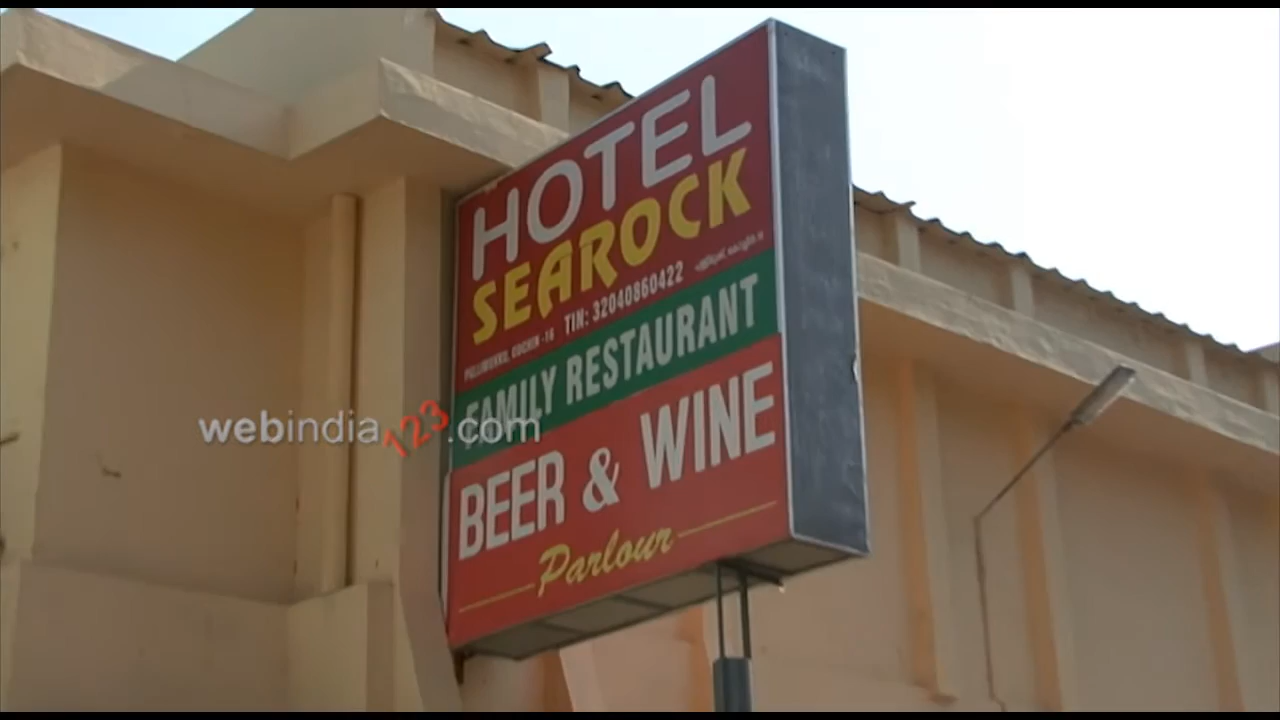 HOTEL
SEAROCK
PALLIMUKKU, COCHIN -16 TIN: 32040860422
FAMILY RESTAURANT
BEER & WINE
Parlour
webindia123.com